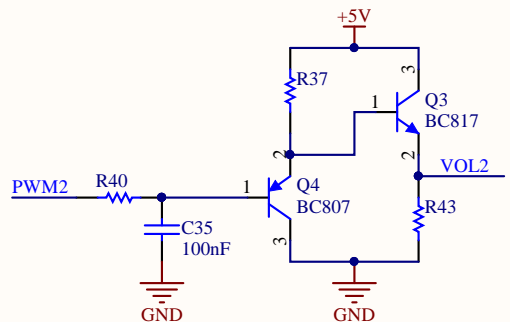 +5V
R37
3
1
Q3
BC817
2
2
VOL2
PWM2
R40
1
Q4
BC807
R43
C35
100nF
3
GND
GND